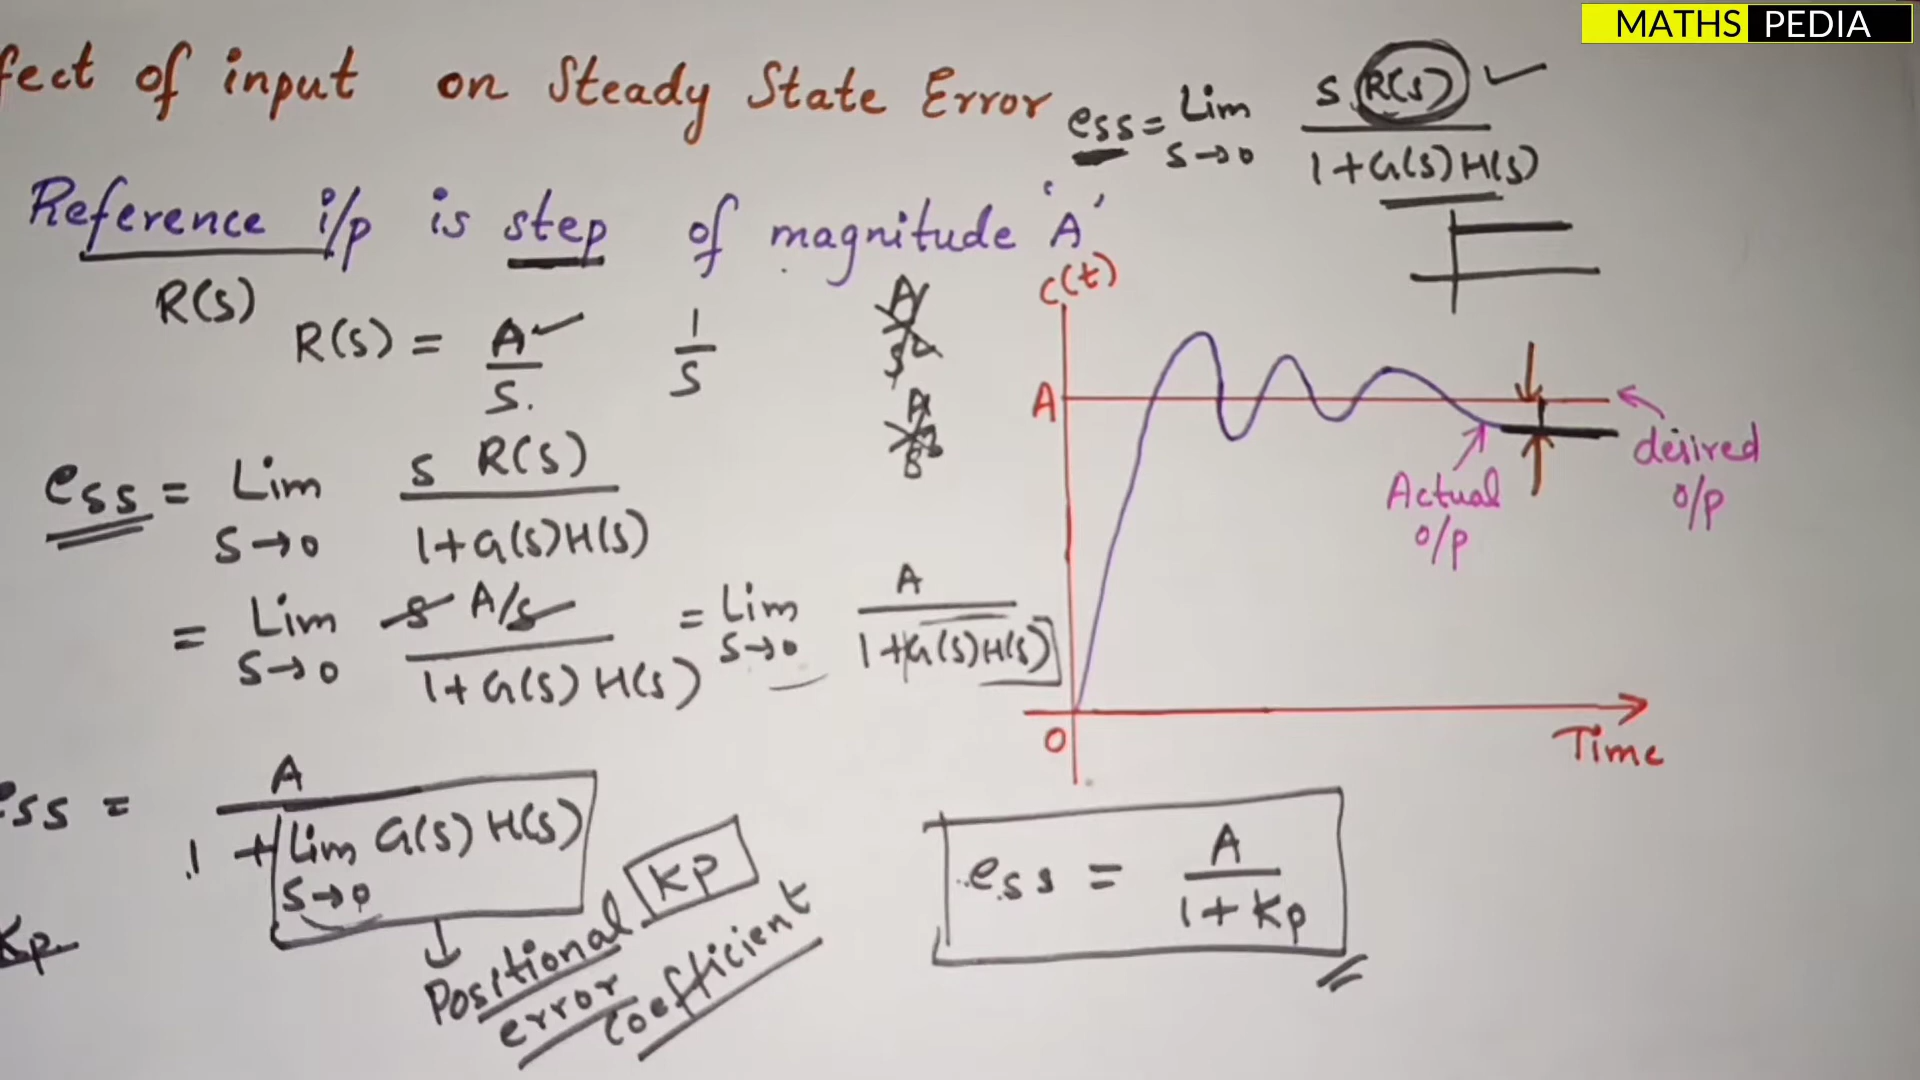 MATHS PEDIA
fect of input on Steady State Error
ess = Lim S→0 S R(S) / 1+G(S)H(S)
Reference i/p is step of magnitude 'A'
R(S)
R(S) = A/S. 1/S
C(t)
A
desired o/p
Actual o/p
0
Time
ess = Lim S→0 S R(S) / 1+G(S)H(S)
= Lim S→0 S A/S / 1+G(S)H(S) = Lim S→0 A / 1+G(S)H(S)
ess = A / 1 + Lim S→0 G(S)H(S)
Kp
Positional error coefficient
Kp
ess = A / 1+Kp